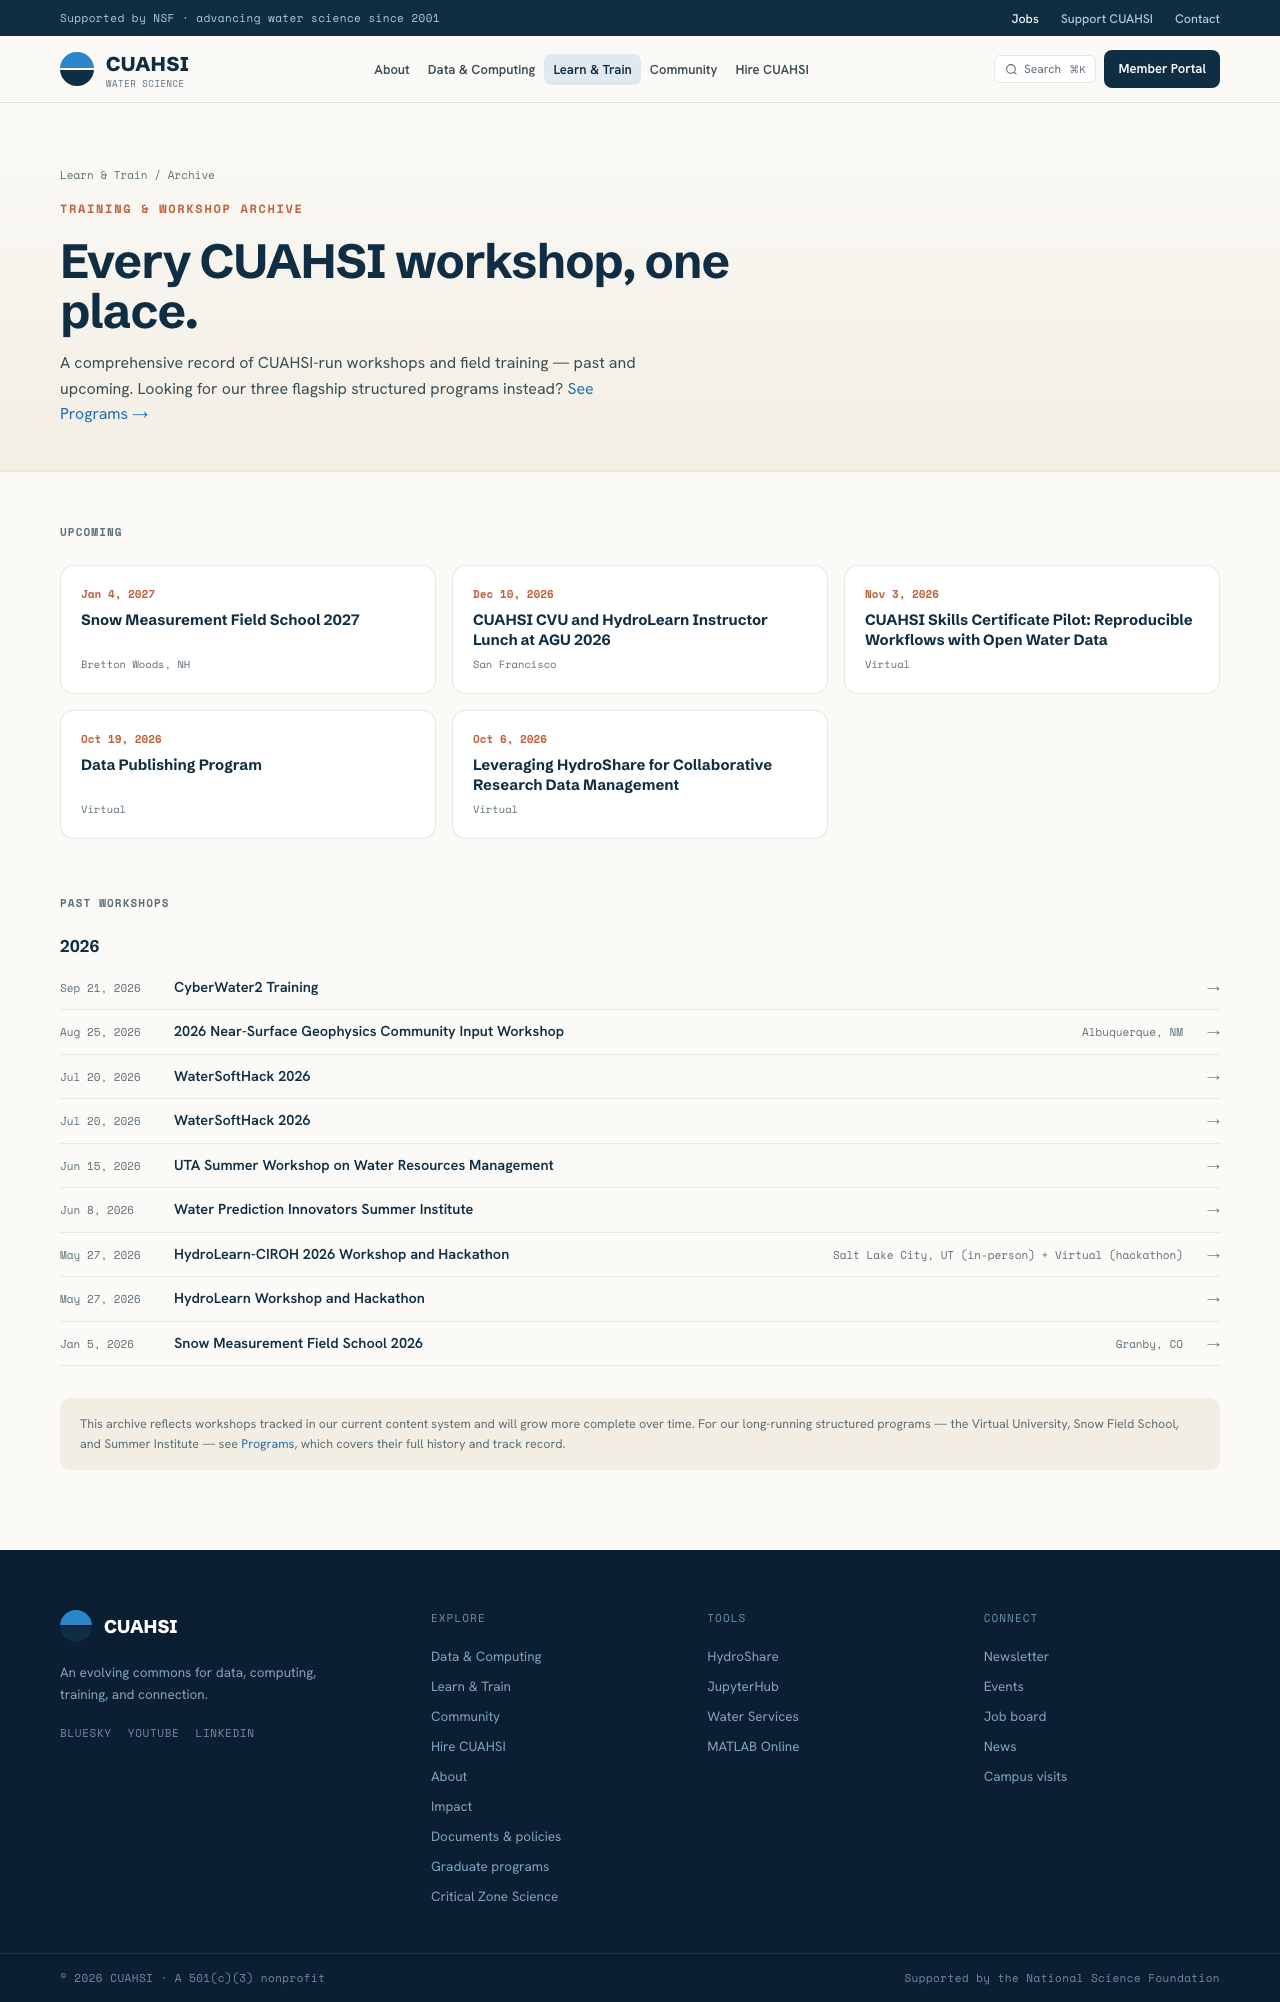 Supported by NSF · advancing water science since 2001
Jobs
Support CUAHSI
Contact
CUAHSI
WATER SCIENCE
About
Data & Computing
Learn & Train
Community
Hire CUAHSI
Search ⌘K
Member Portal
Learn & Train / Archive
TRAINING & WORKSHOP ARCHIVE
Every CUAHSI workshop, one
place.
A comprehensive record of CUAHSI-run workshops and field training — past and
upcoming. Looking for our three flagship structured programs instead? See
Programs →
UPCOMING
Jan 4, 2027
Snow Measurement Field School 2027
Bretton Woods, NH
Dec 10, 2026
CUAHSI CVU and HydroLearn Instructor
Lunch at AGU 2026
San Francisco
Nov 3, 2026
CUAHSI Skills Certificate Pilot: Reproducible
Workflows with Open Water Data
Virtual
Oct 19, 2026
Data Publishing Program
Virtual
Oct 6, 2026
Leveraging HydroShare for Collaborative
Research Data Management
Virtual
PAST WORKSHOPS
2026
Sep 21, 2026 CyberWater2 Training →
Aug 25, 2026 2026 Near-Surface Geophysics Community Input Workshop Albuquerque, NM →
Jul 20, 2026 WaterSoftHack 2026 →
Jul 20, 2026 WaterSoftHack 2026 →
Jun 15, 2026 UTA Summer Workshop on Water Resources Management →
Jun 8, 2026 Water Prediction Innovators Summer Institute →
May 27, 2026 HydroLearn-CIROH 2026 Workshop and Hackathon Salt Lake City, UT (in-person) + Virtual (hackathon) →
May 27, 2026 HydroLearn Workshop and Hackathon →
Jan 5, 2026 Snow Measurement Field School 2026 Granby, CO →
This archive reflects workshops tracked in our current content system and will grow more complete over time. For our long-running structured programs — the Virtual University, Snow Field School,
and Summer Institute — see Programs, which covers their full history and track record.
CUAHSI
An evolving commons for data, computing,
training, and connection.
BLUESKY YOUTUBE LINKEDIN
EXPLORE
Data & Computing
Learn & Train
Community
Hire CUAHSI
About
Impact
Documents & policies
Graduate programs
Critical Zone Science
TOOLS
HydroShare
JupyterHub
Water Services
MATLAB Online
CONNECT
Newsletter
Events
Job board
News
Campus visits
© 2026 CUAHSI · A 501(c)(3) nonprofit
Supported by the National Science Foundation